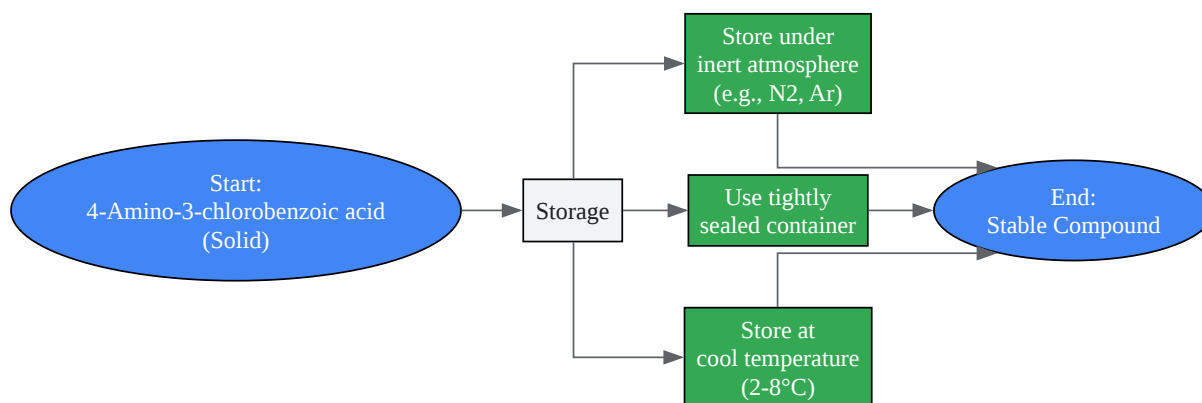 Start:
4-Amino-3-chlorobenzoic acid
(Solid)
Storage
Store under
inert atmosphere
(e.g., N2, Ar)
Use tightly
sealed container
Store at
cool temperature
(2-8°C)
End:
Stable Compound